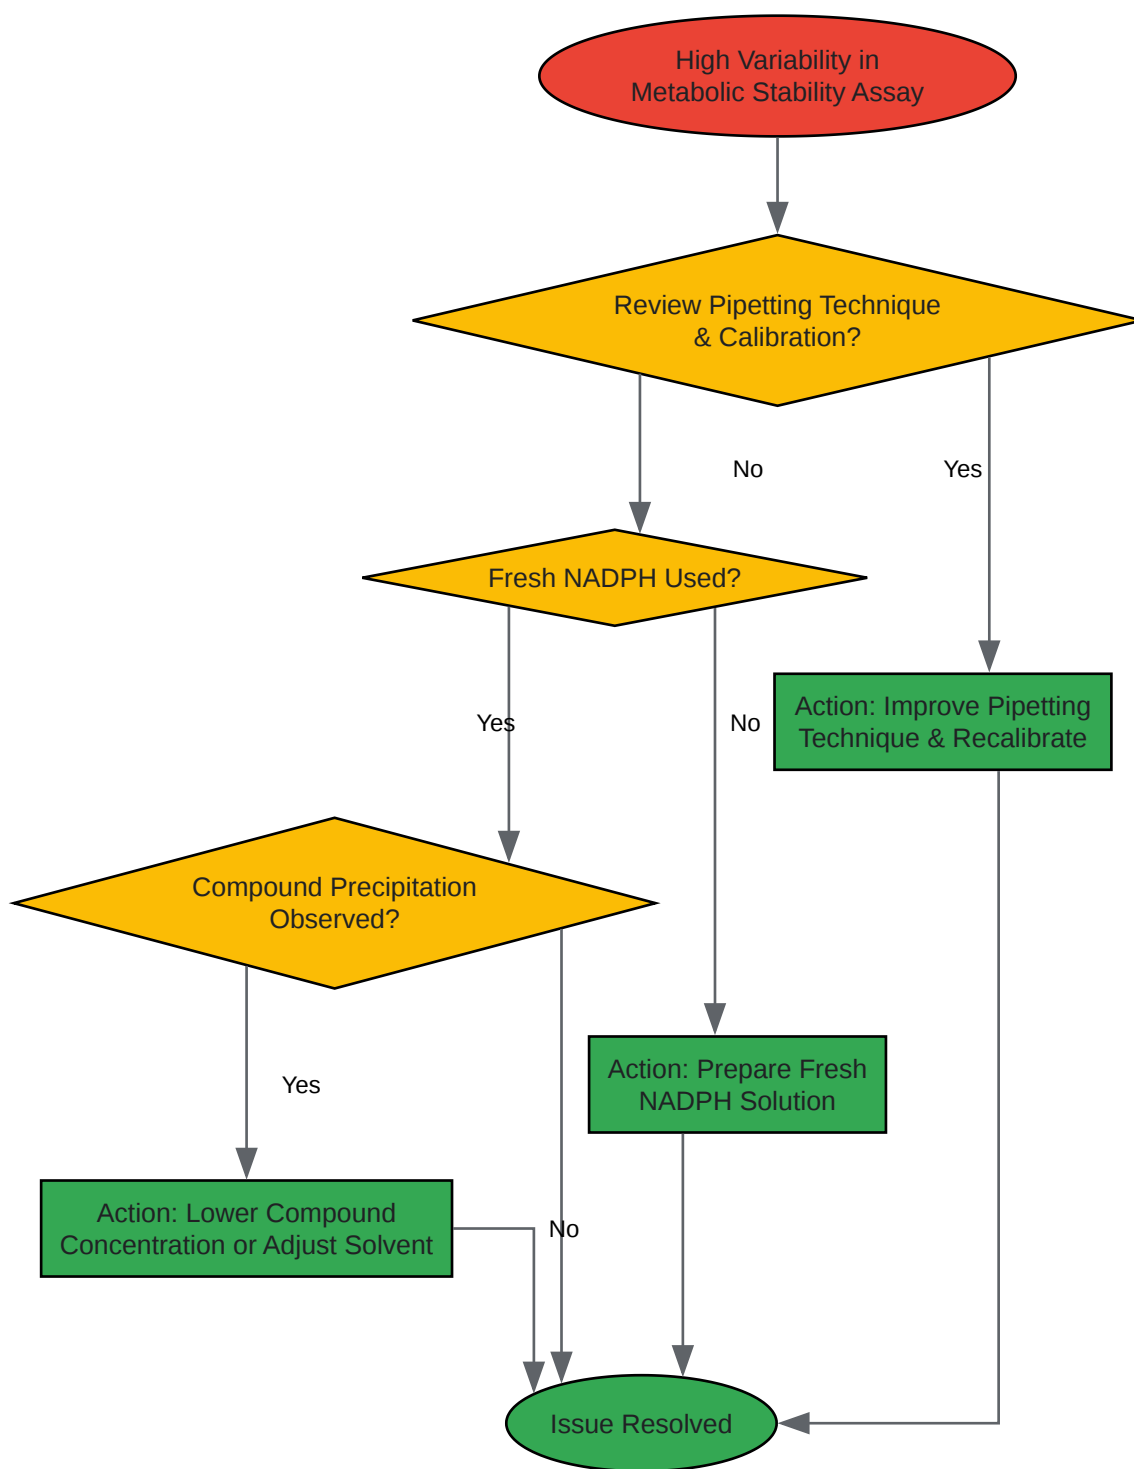 High Variability in
Metabolic Stability Assay
Review Pipetting Technique
& Calibration?
No
Yes
Fresh NADPH Used?
Yes
No
Action: Improve Pipetting
Technique & Recalibrate
Compound Precipitation
Observed?
Yes
Action: Prepare Fresh
NADPH Solution
Action: Lower Compound
Concentration or Adjust Solvent
No
Issue Resolved